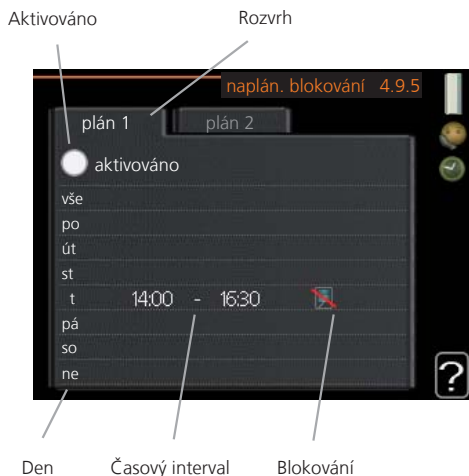 Aktivováno Rozvrh
naplán. blokování 4.9.5
plán 1 plán 2
aktivováno
vše
po
út
st
t 14:00 - 16:30
pá
so
ne
?
Den Časový interval Blokování